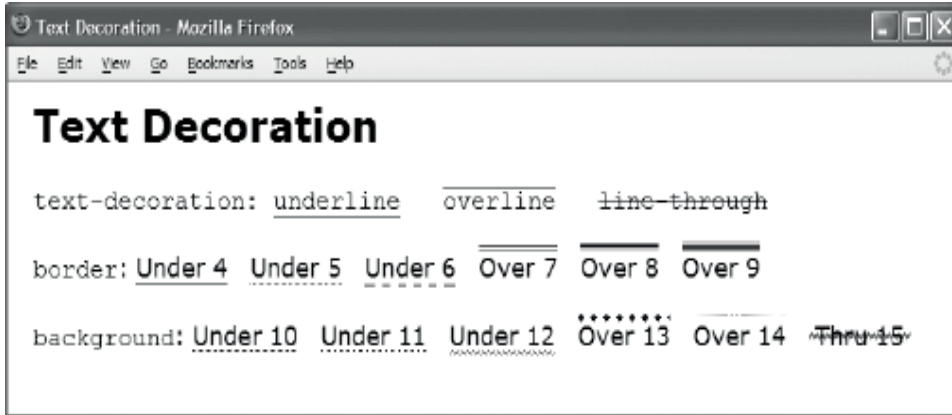 Text Decoration - Mozilla Firefox
File Edit View Go Bookmarks Tools Help
Text Decoration
text-decoration: underline overline line-through
border: Under 4 Under 5 Under 6 Over 7 Over 8 Over 9
background: Under 10 Under 11 Under 12 Over 13 Over 14 Thru 15